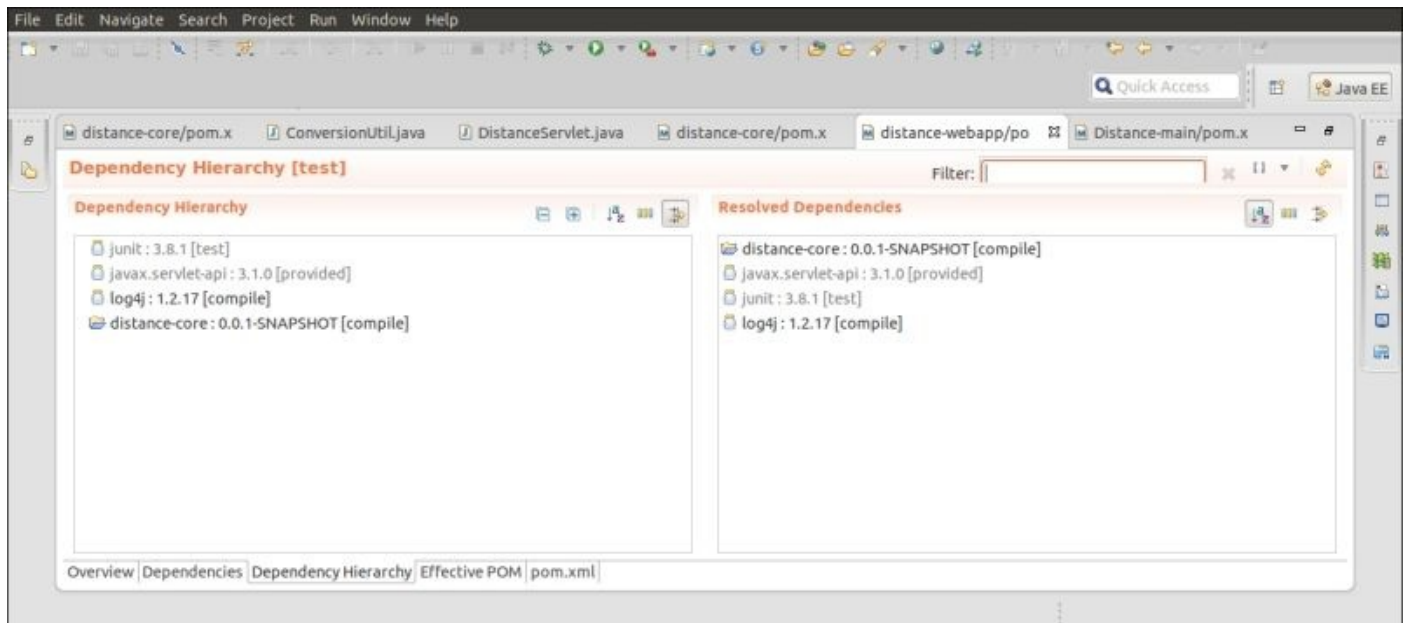 File Edit Navigate Search Project Run Window Help
Quick Access
Java EE
distance-core/pom.x ConversionUtil.java DistanceServlet.java distance-core/pom.x distance-webapp/po Distance-main/pom.x
Dependency Hierarchy [test]
Filter:
Dependency Hierarchy
Resolved Dependencies
junit : 3.8.1 [test]
javax.servlet-api : 3.1.0 [provided]
log4j : 1.2.17 [compile]
distance-core : 0.0.1-SNAPSHOT [compile]
distance-core : 0.0.1-SNAPSHOT [compile]
javax.servlet-api : 3.1.0 [provided]
junit : 3.8.1 [test]
log4j : 1.2.17 [compile]
Overview Dependencies Dependency Hierarchy Effective POM pom.xml